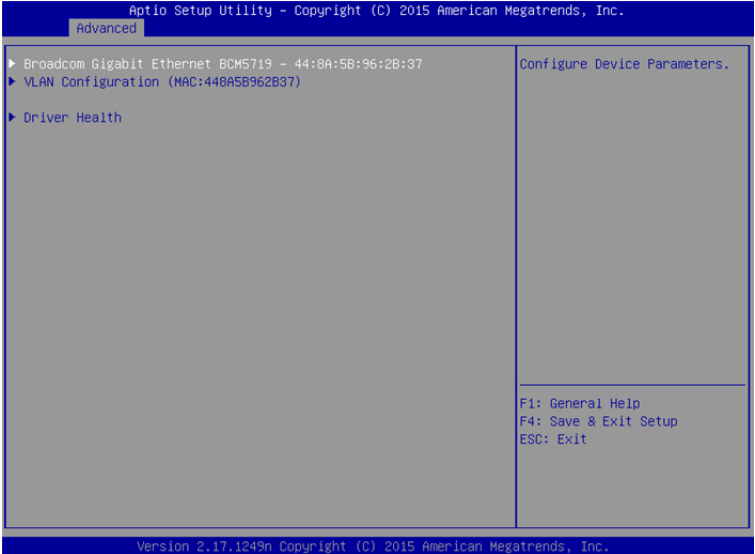 Aptio Setup Utility – Copyright (C) 2015 American Megatrends, Inc.
Advanced
Broadcom Gigabit Ethernet BCM5719 – 44:8A:5B:96:2B:37
VLAN Configuration (MAC:448A5B962B37)
Driver Health
Configure Device Parameters.
F1: General Help
F4: Save & Exit Setup
ESC: Exit
Version 2.17.1249n Copyright (C) 2015 American Megatrends, Inc.